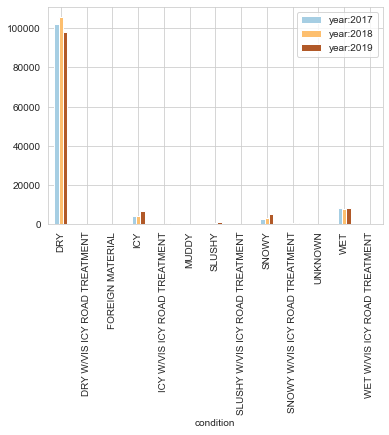 year:2017
year:2018
year:2019
100000
80000
60000
40000
20000
0
DRY
DRY W/VIS ICY ROAD TREATMENT
FOREIGN MATERIAL
ICY
ICY W/VIS ICY ROAD TREATMENT
MUDDY
SLUSHY
SLUSHY W/VIS ICY ROAD TREATMENT
SNOWY
SNOWY W/VIS ICY ROAD TREATMENT
UNKNOWN
WET
WET W/VIS ICY ROAD TREATMENT
condition